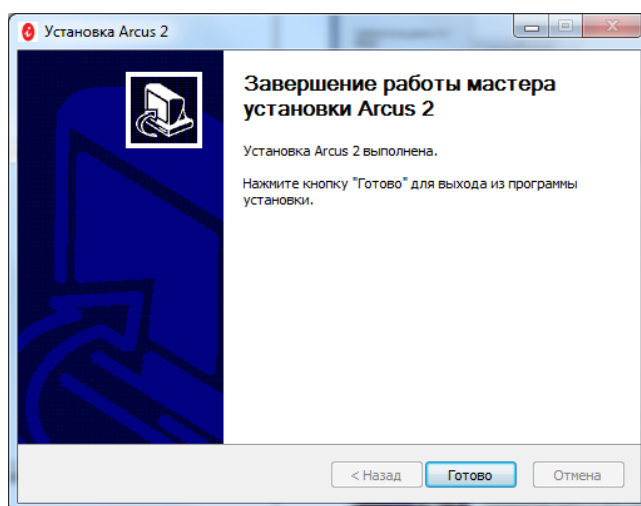 Установка Arcus 2
Завершение работы мастера
установки Arcus 2
Установка Arcus 2 выполнена.
Нажмите кнопку "Готово" для выхода из программы
установки.
< Назад
Готово
Отмена